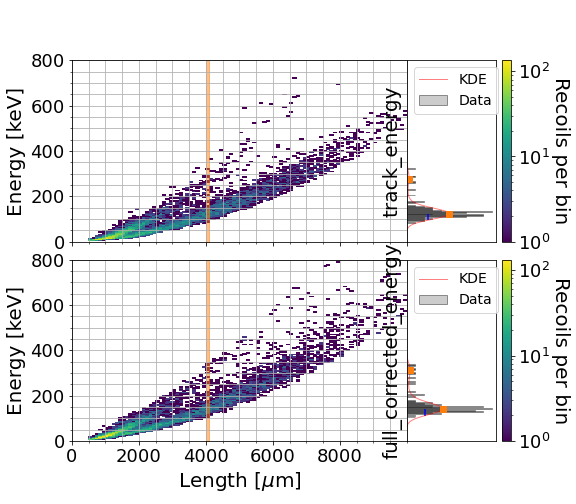 800
600
400
200
0
Energy [keV]
track_energy
KDE
Data
10²
10¹
10⁰
Recoils per bin
800
600
400
200
0
Energy [keV]
full_corrected_energy
KDE
Data
10²
10¹
10⁰
Recoils per bin
0 2000 4000 6000 8000
Length [μm]